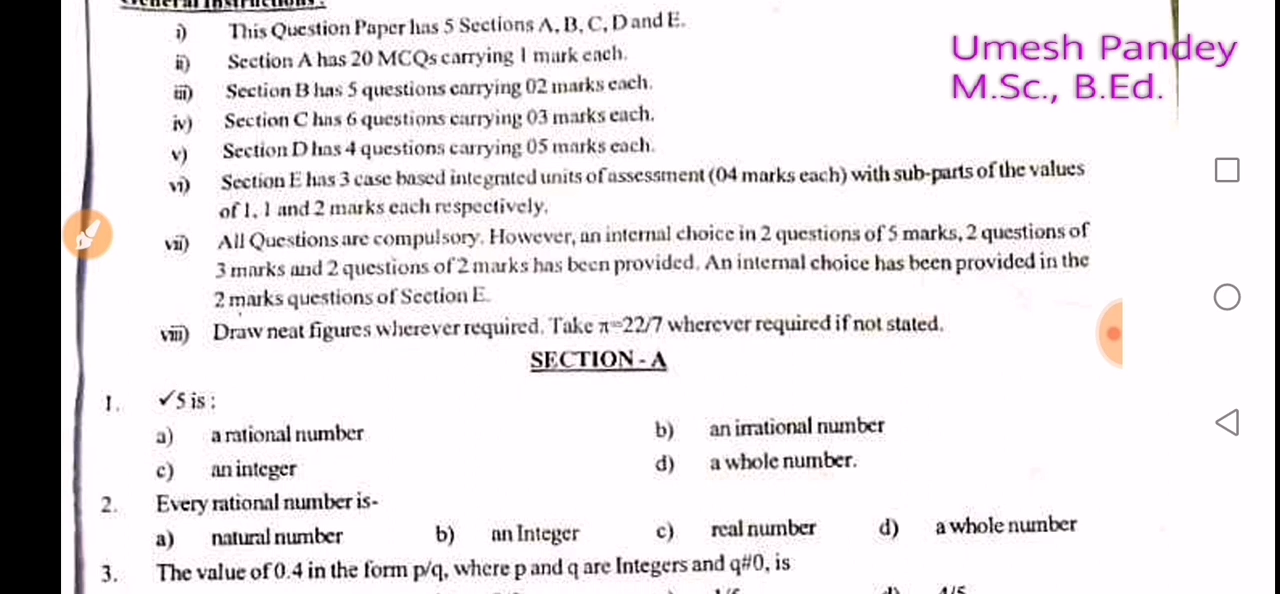 General Instructions :
i) This Question Paper has 5 Sections A, B, C, D and E.
Umesh Pandey
M.Sc., B.Ed.
ii) Section A has 20 MCQs carrying 1 mark each.
iii) Section B has 5 questions carrying 02 marks each.
iv) Section C has 6 questions carrying 03 marks each.
v) Section D has 4 questions carrying 05 marks each.
vi) Section E has 3 case based integrated units of assessment (04 marks each) with sub-parts of the values
of 1, 1 and 2 marks each respectively.
vii) All Questions are compulsory. However, an internal choice in 2 questions of 5 marks, 2 questions of
3 marks and 2 questions of 2 marks has been provided. An internal choice has been provided in the
2 marks questions of Section E.
viii) Draw neat figures wherever required. Take π=22/7 wherever required if not stated.
SECTION - A
1. ✓5 is :
a) a rational number b) an irrational number
c) an integer d) a whole number.
2. Every rational number is-
a) natural number b) an Integer c) real number d) a whole number
3. The value of 0.4 in the form p/q, where p and q are Integers and q#0, is
d) 4/5